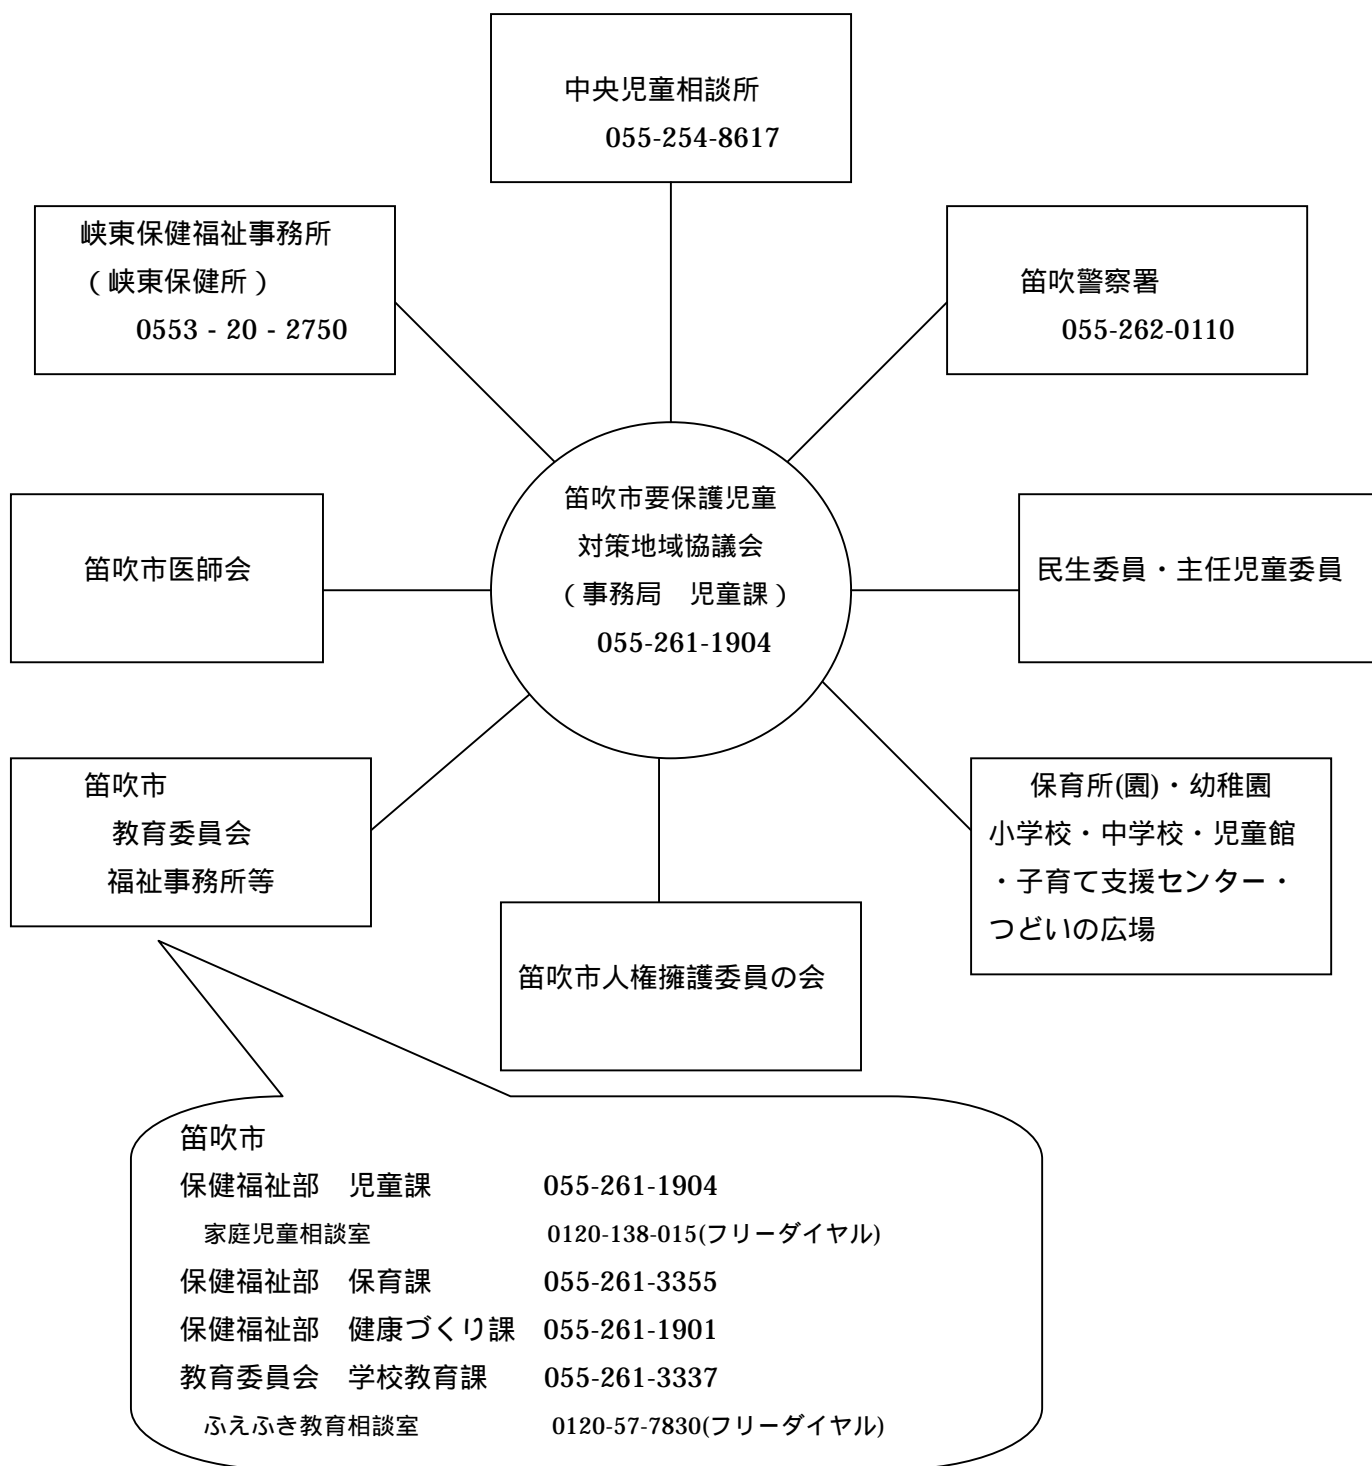 中央児童相談所
055-254-8617
峡東保健福祉事務所
（峡東保健所）
0553 - 20 - 2750
笛吹警察署
055-262-0110
笛吹市要保護児童
対策地域協議会
（事務局　児童課）
055-261-1904
笛吹市医師会
民生委員・主任児童委員
笛吹市
教育委員会
福祉事務所等
保育所(園)・幼稚園
小学校・中学校・児童館
・子育て支援センター・
つどいの広場
笛吹市人権擁護委員の会
笛吹市
保健福祉部　児童課　055-261-1904
家庭児童相談室　0120-138-015(フリーダイヤル)
保健福祉部　保育課　055-261-3355
保健福祉部　健康づくり課　055-261-1901
教育委員会　学校教育課　055-261-3337
ふえふき教育相談室　0120-57-7830(フリーダイヤル)